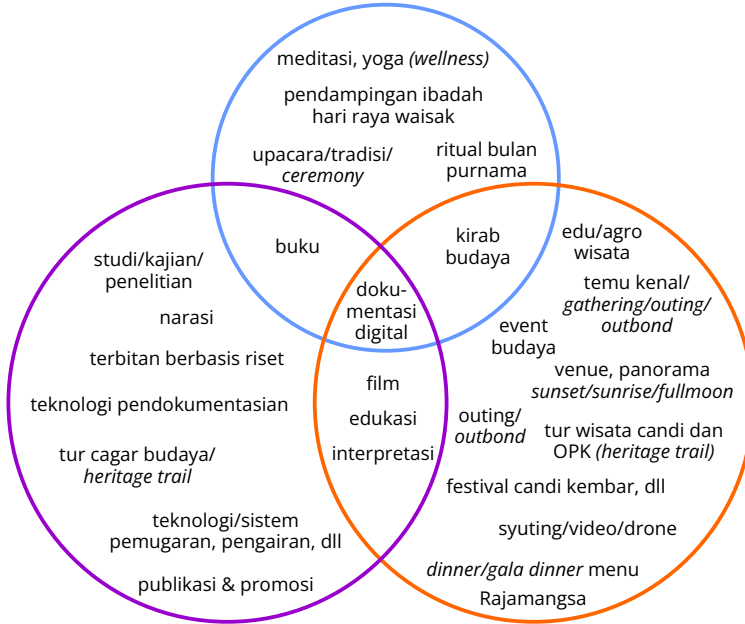 meditasi, yoga (wellness)
pendampingan ibadah
hari raya waisak
upacara/tradisi/
ceremony
ritual bulan
purnama
buku
kirab
budaya
doku-
mentasi
digital
studi/kajian/
penelitian
narasi
terbitan berbasis riset
teknologi pendokumentasian
tur cagar budaya/
heritage trail
teknologi/sistem
pemugaran, pengairan, dll
publikasi & promosi
film
edukasi
interpretasi
edu/agro
wisata
temu kenal/
gathering/outing/
outbond
event
budaya
venue, panorama
sunset/sunrise/fullmoon
outing/
outbond
tur wisata candi dan
OPK (heritage trail)
festival candi kembar, dll
syuting/video/drone
dinner/gala dinner menu
Rajamangsa